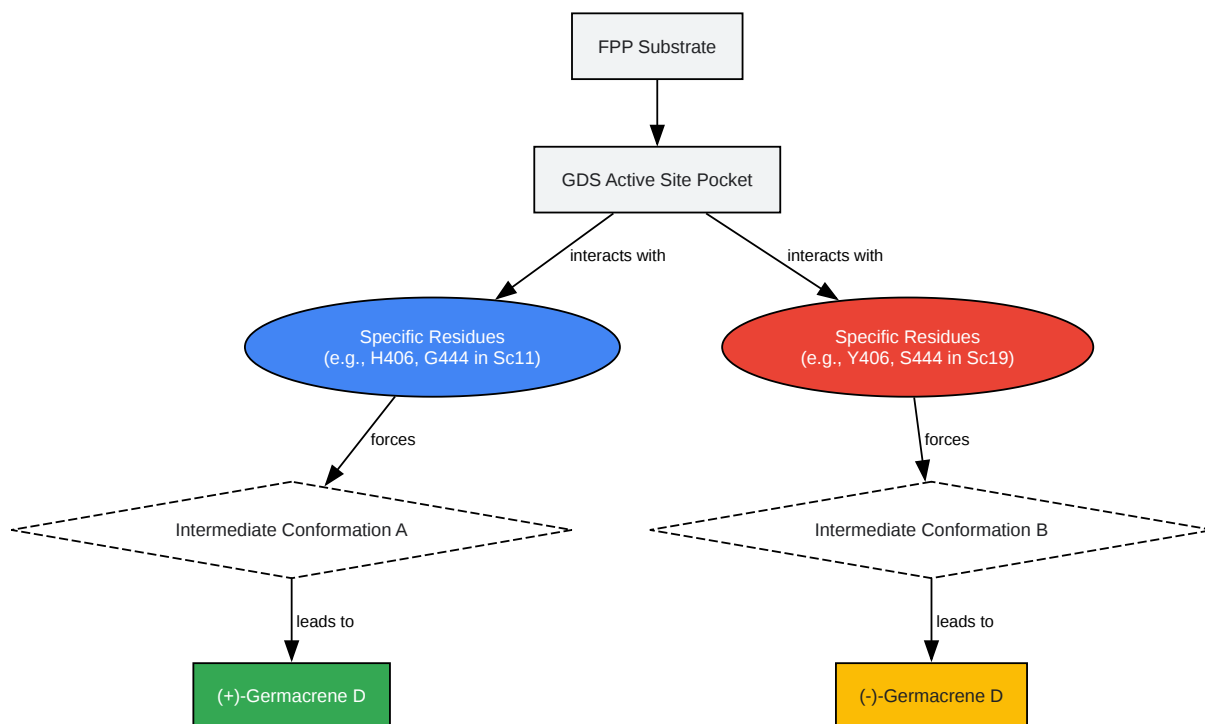 FPP Substrate
GDS Active Site Pocket
interacts with
interacts with
Specific Residues
(e.g., H406, G444 in Sc11)
Specific Residues
(e.g., Y406, S444 in Sc19)
forces
forces
Intermediate Conformation A
Intermediate Conformation B
leads to
leads to
(+)-Germacrene D
(-)-Germacrene D